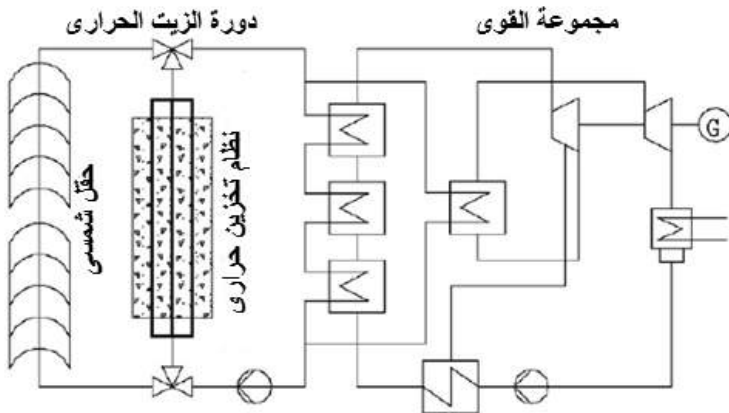 مجموعة القوى
دورة الزيت الحرارى
حقل شمسى
نظام تخزين حرارى
G